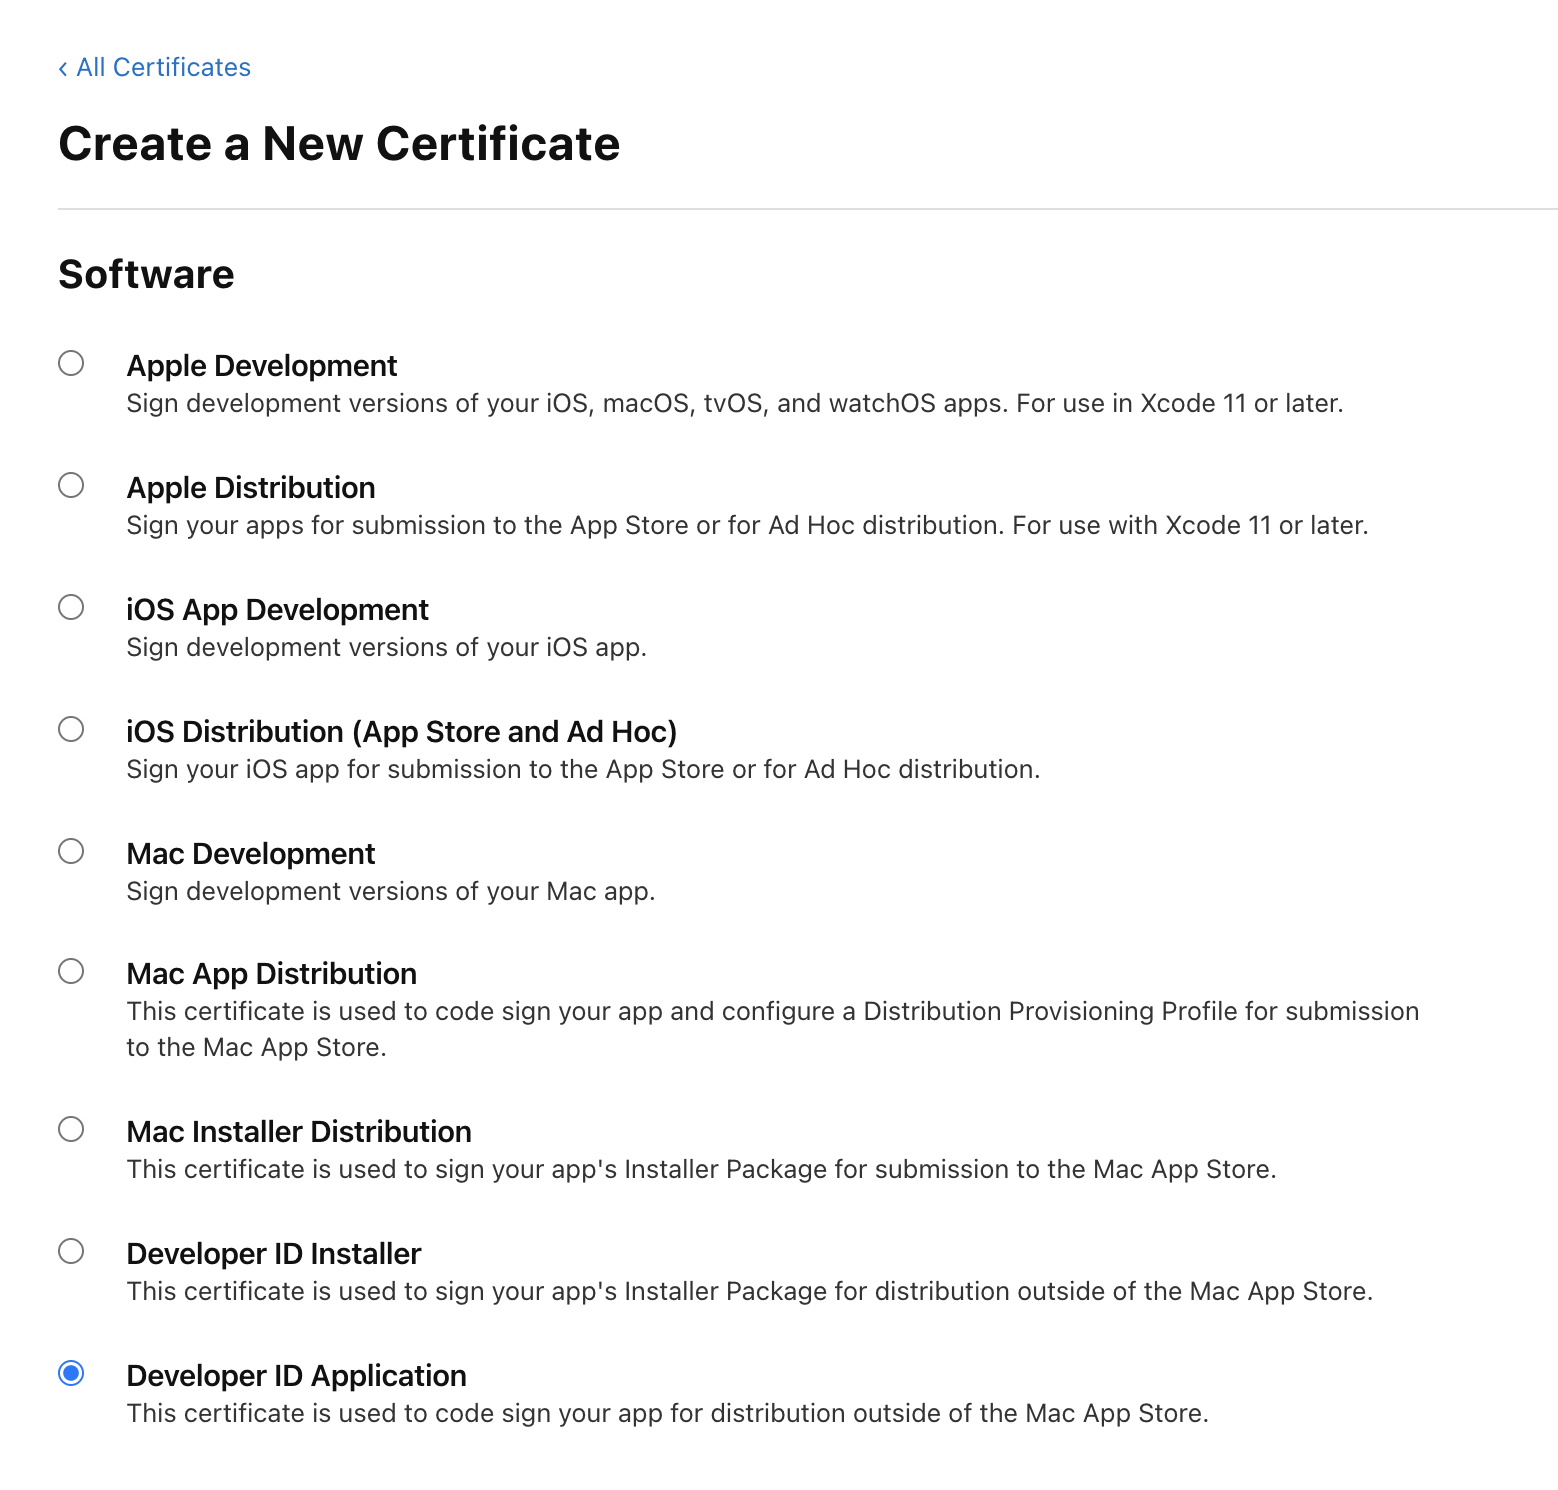 ‹ All Certificates
Create a New Certificate
Software
Apple Development
Sign development versions of your iOS, macOS, tvOS, and watchOS apps. For use in Xcode 11 or later.
Apple Distribution
Sign your apps for submission to the App Store or for Ad Hoc distribution. For use with Xcode 11 or later.
iOS App Development
Sign development versions of your iOS app.
iOS Distribution (App Store and Ad Hoc)
Sign your iOS app for submission to the App Store or for Ad Hoc distribution.
Mac Development
Sign development versions of your Mac app.
Mac App Distribution
This certificate is used to code sign your app and configure a Distribution Provisioning Profile for submission
to the Mac App Store.
Mac Installer Distribution
This certificate is used to sign your app's Installer Package for submission to the Mac App Store.
Developer ID Installer
This certificate is used to sign your app's Installer Package for distribution outside of the Mac App Store.
Developer ID Application
This certificate is used to code sign your app for distribution outside of the Mac App Store.